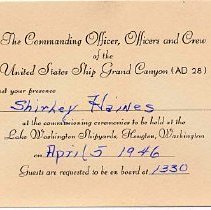 The Commanding Officer, Officers and Crew
of the
United States Ship Grand Canyon (AD 28)
your presence
Shirley Haines
at the commissioning ceremonies to be held at the
Lake Washington Shipyards, Houghton, Washington
on April 5 1946
Guests are requested to be on board at 1330